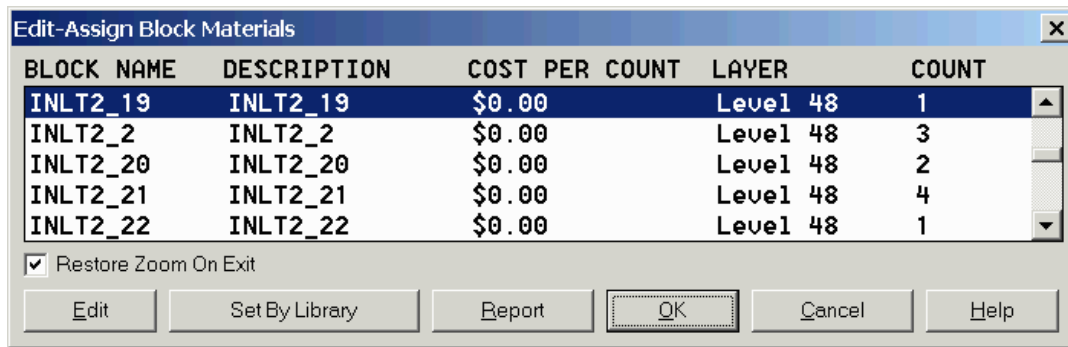 Edit-Assign Block Materials
BLOCK NAME DESCRIPTION COST PER COUNT LAYER COUNT
INLT2_19 INLT2_19 $0.00 Level 48 1
INLT2_2 INLT2_2 $0.00 Level 48 3
INLT2_20 INLT2_20 $0.00 Level 48 2
INLT2_21 INLT2_21 $0.00 Level 48 4
INLT2_22 INLT2_22 $0.00 Level 48 1
Restore Zoom On Exit
Edit Set By Library Report OK Cancel Help